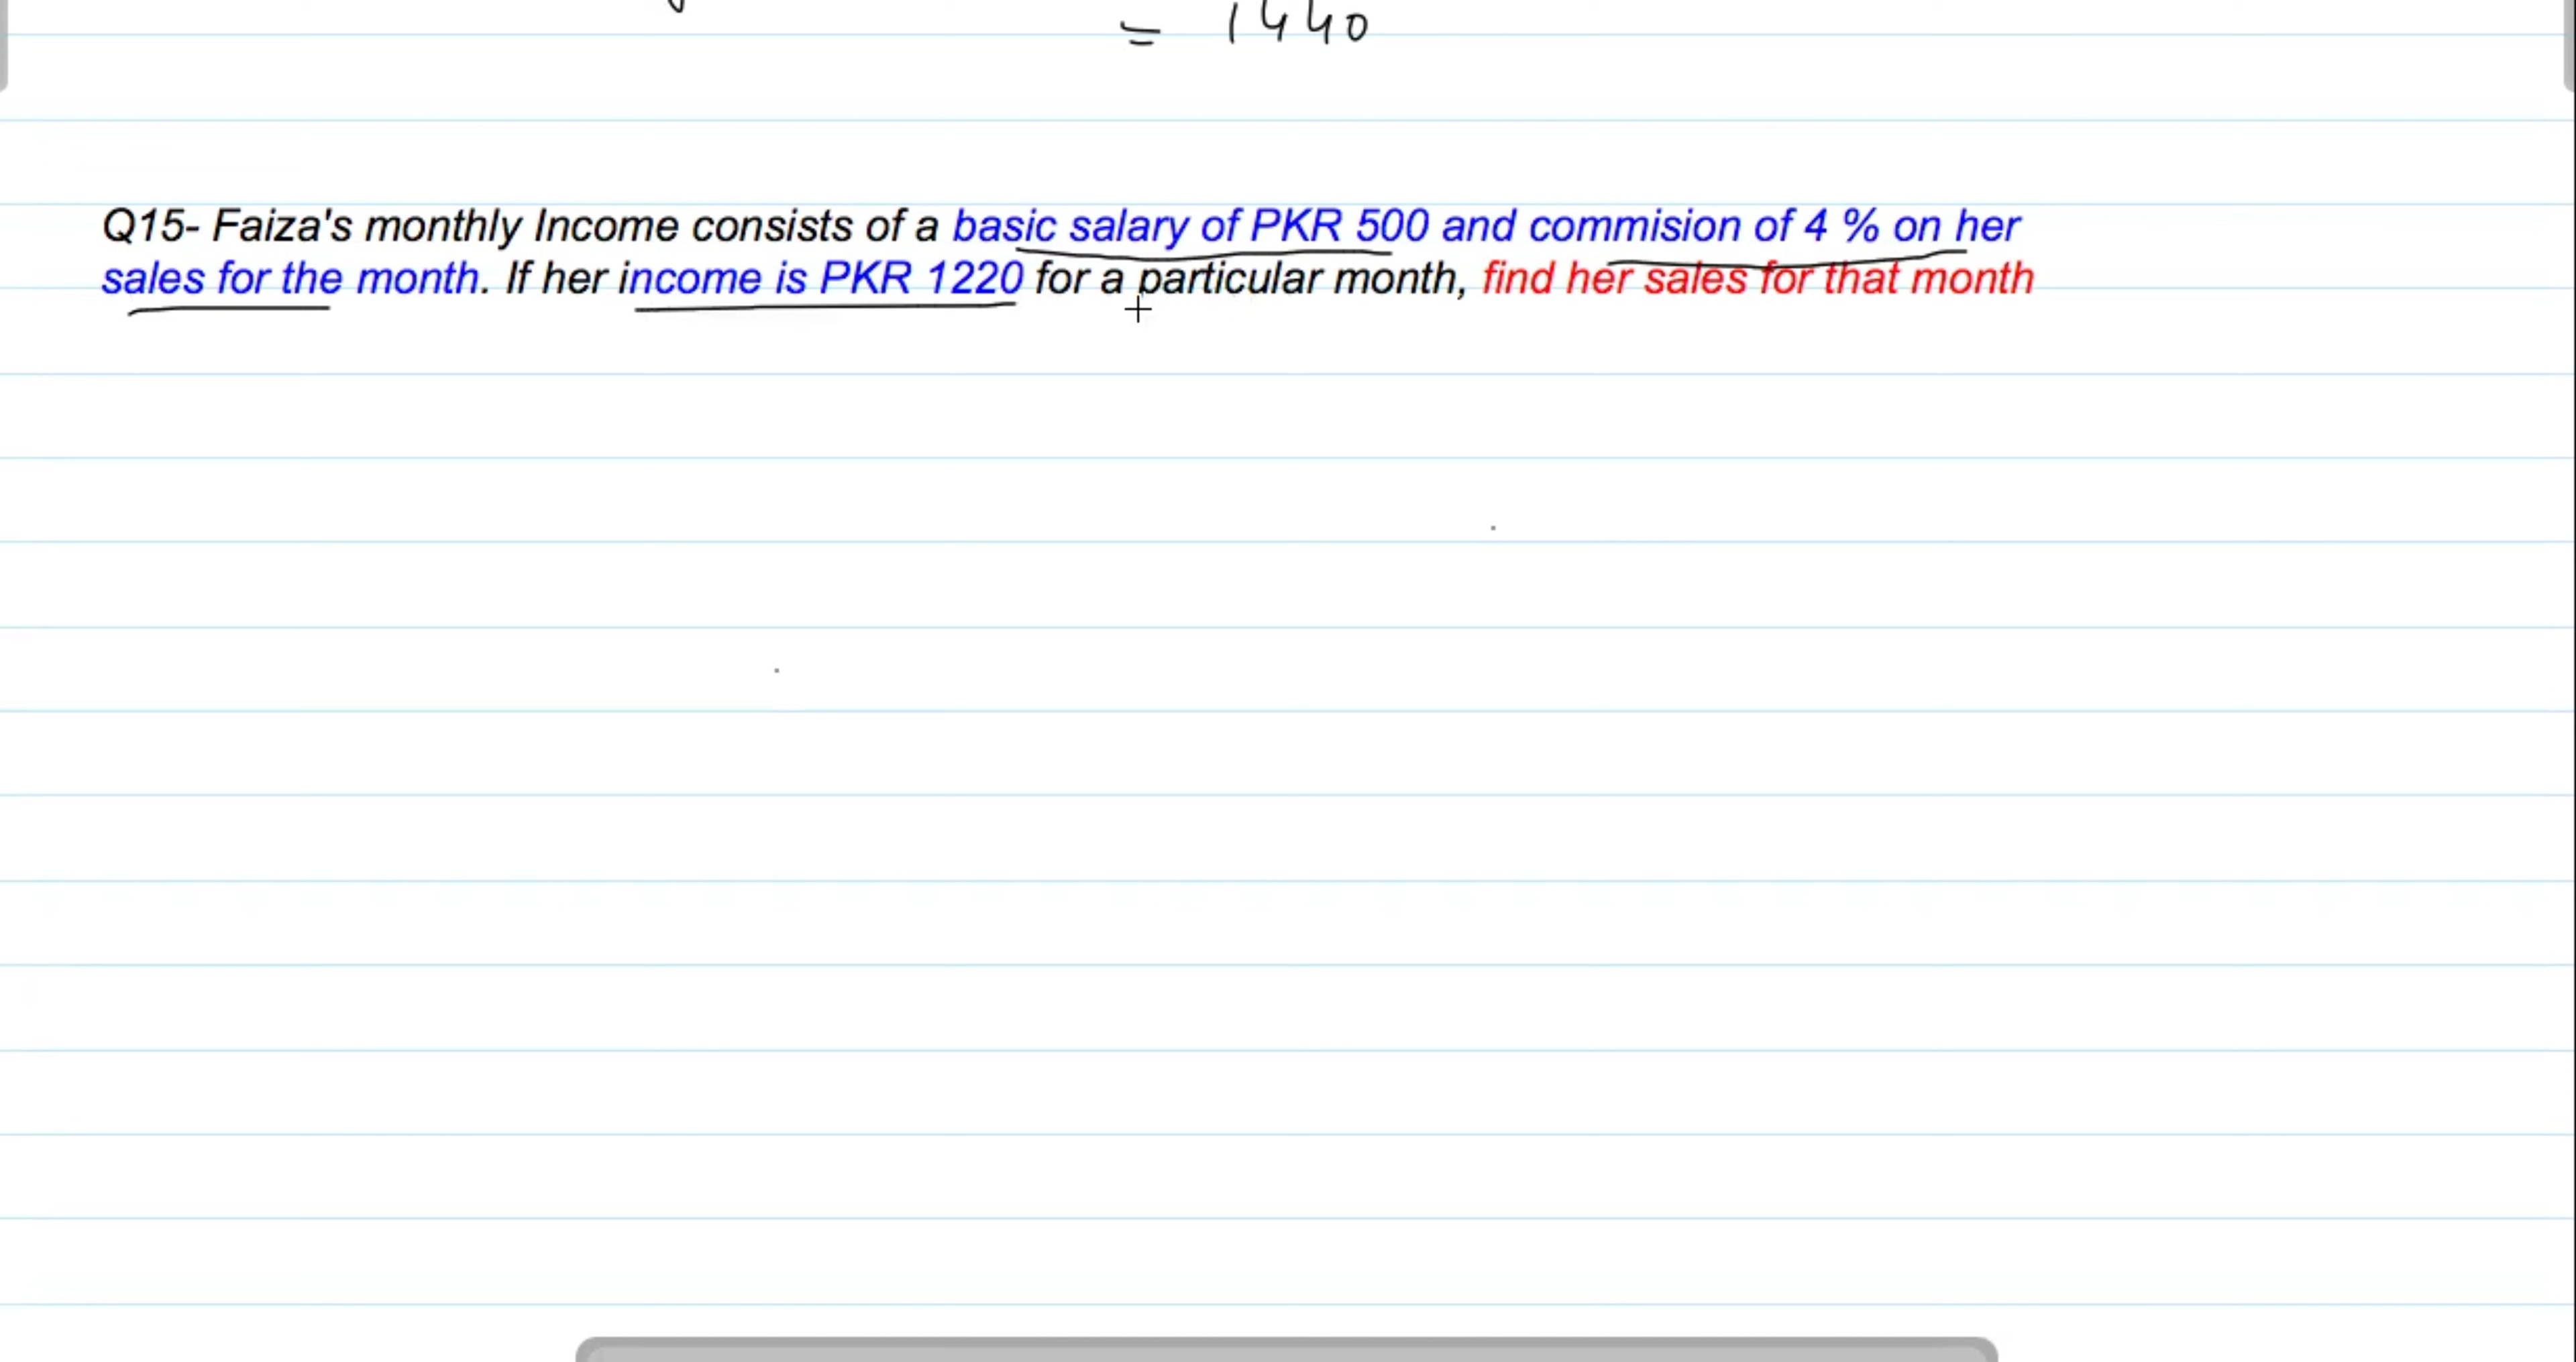 = 1440
Q15- Faiza's monthly Income consists of a basic salary of PKR 500 and commision of 4 % on her
sales for the month. If her income is PKR 1220 for a particular month, find her sales for that month